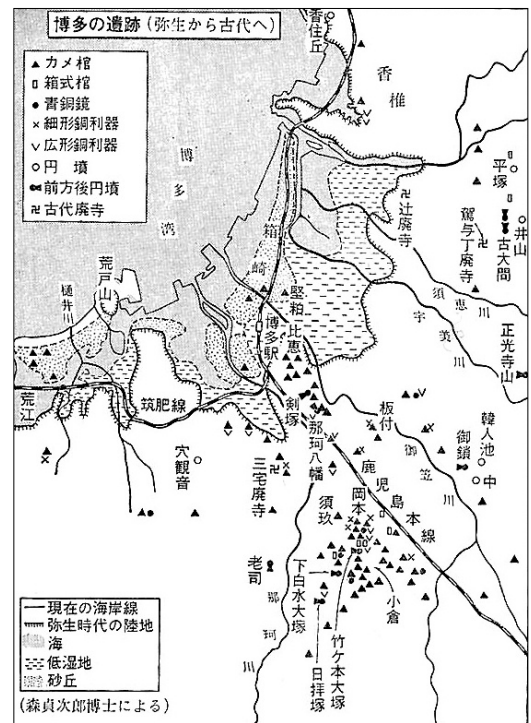 博多の遺跡(弥生から古代へ)
カメ棺
箱式棺
青銅鏡
細形銅利器
広形銅利器
円墳
前方後円墳
古代廃寺
香住丘
香椎
博多湾
平塚
井山
古大間
辻廃寺
駕与丁廃寺
箱崎
堅粕
須恵川
宇美川
荒戸山
樋井川
博多駅
比恵
正光寺山
荒江
筑肥線
剣塚
那珂八幡
板付
御笠川
韓人池
御鎖
中
穴観音
三宅廃寺
鹿児島本線
須玖
岡本
老司
下白水大塚
那珂川
小倉
竹ケ本大塚
日拝塚
現在の海岸線
弥生時代の陸地
海
低湿地
砂丘
(森貞次郎博士による)